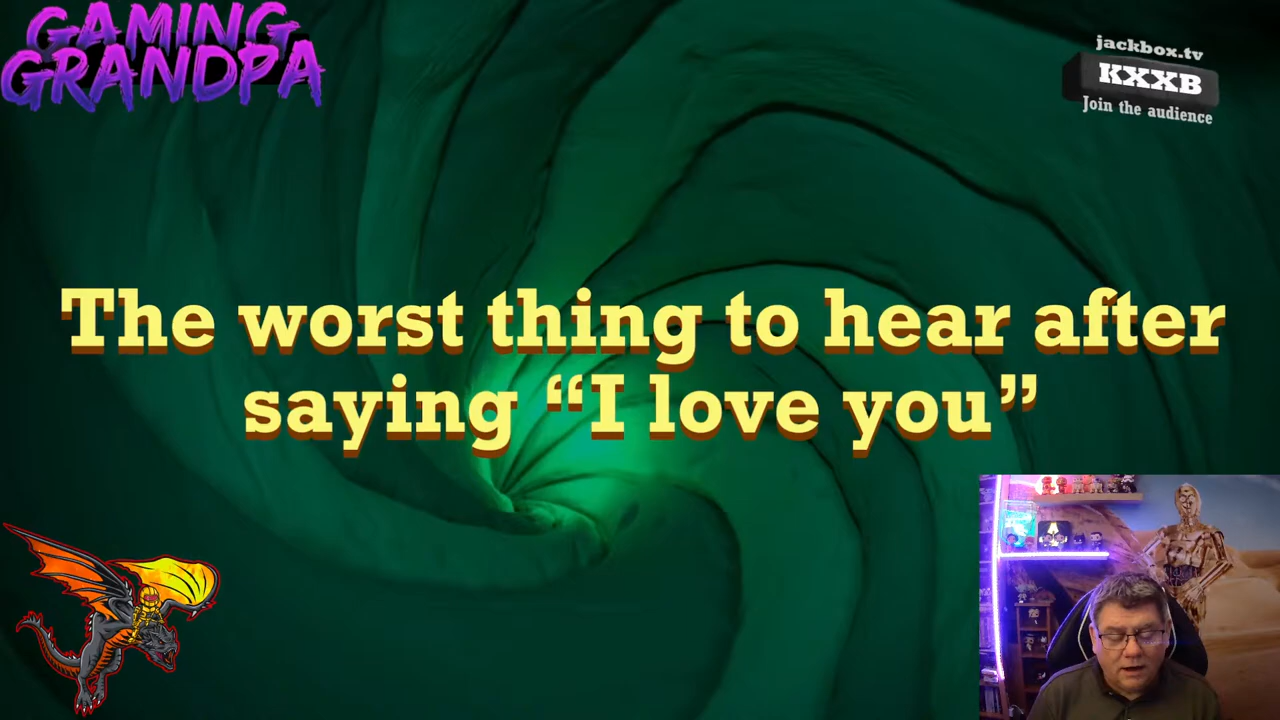 GAMING
GRANDPA
jackbox.tv
KXXB
Join the audience
The worst thing to hear after
saying “I love you”